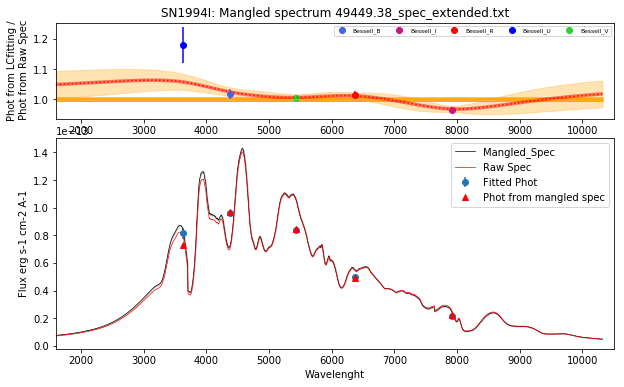 SN1994I: Mangled spectrum 49449.38_spec_extended.txt
Phot from LCfitting /
Phot from Raw Spec
1.2
1.1
1.0
Bessell_B
Bessell_I
Bessell_R
Bessell_U
Bessell_V
2000 3000 4000 5000 6000 7000 8000 9000 10000
1e−13
Flux erg s-1 cm-2 A-1
1.4
1.2
1.0
0.8
0.6
0.4
0.2
0.0
Mangled_Spec
Raw Spec
Fitted Phot
Phot from mangled spec
2000 3000 4000 5000 6000 7000 8000 9000 10000
Wavelenght